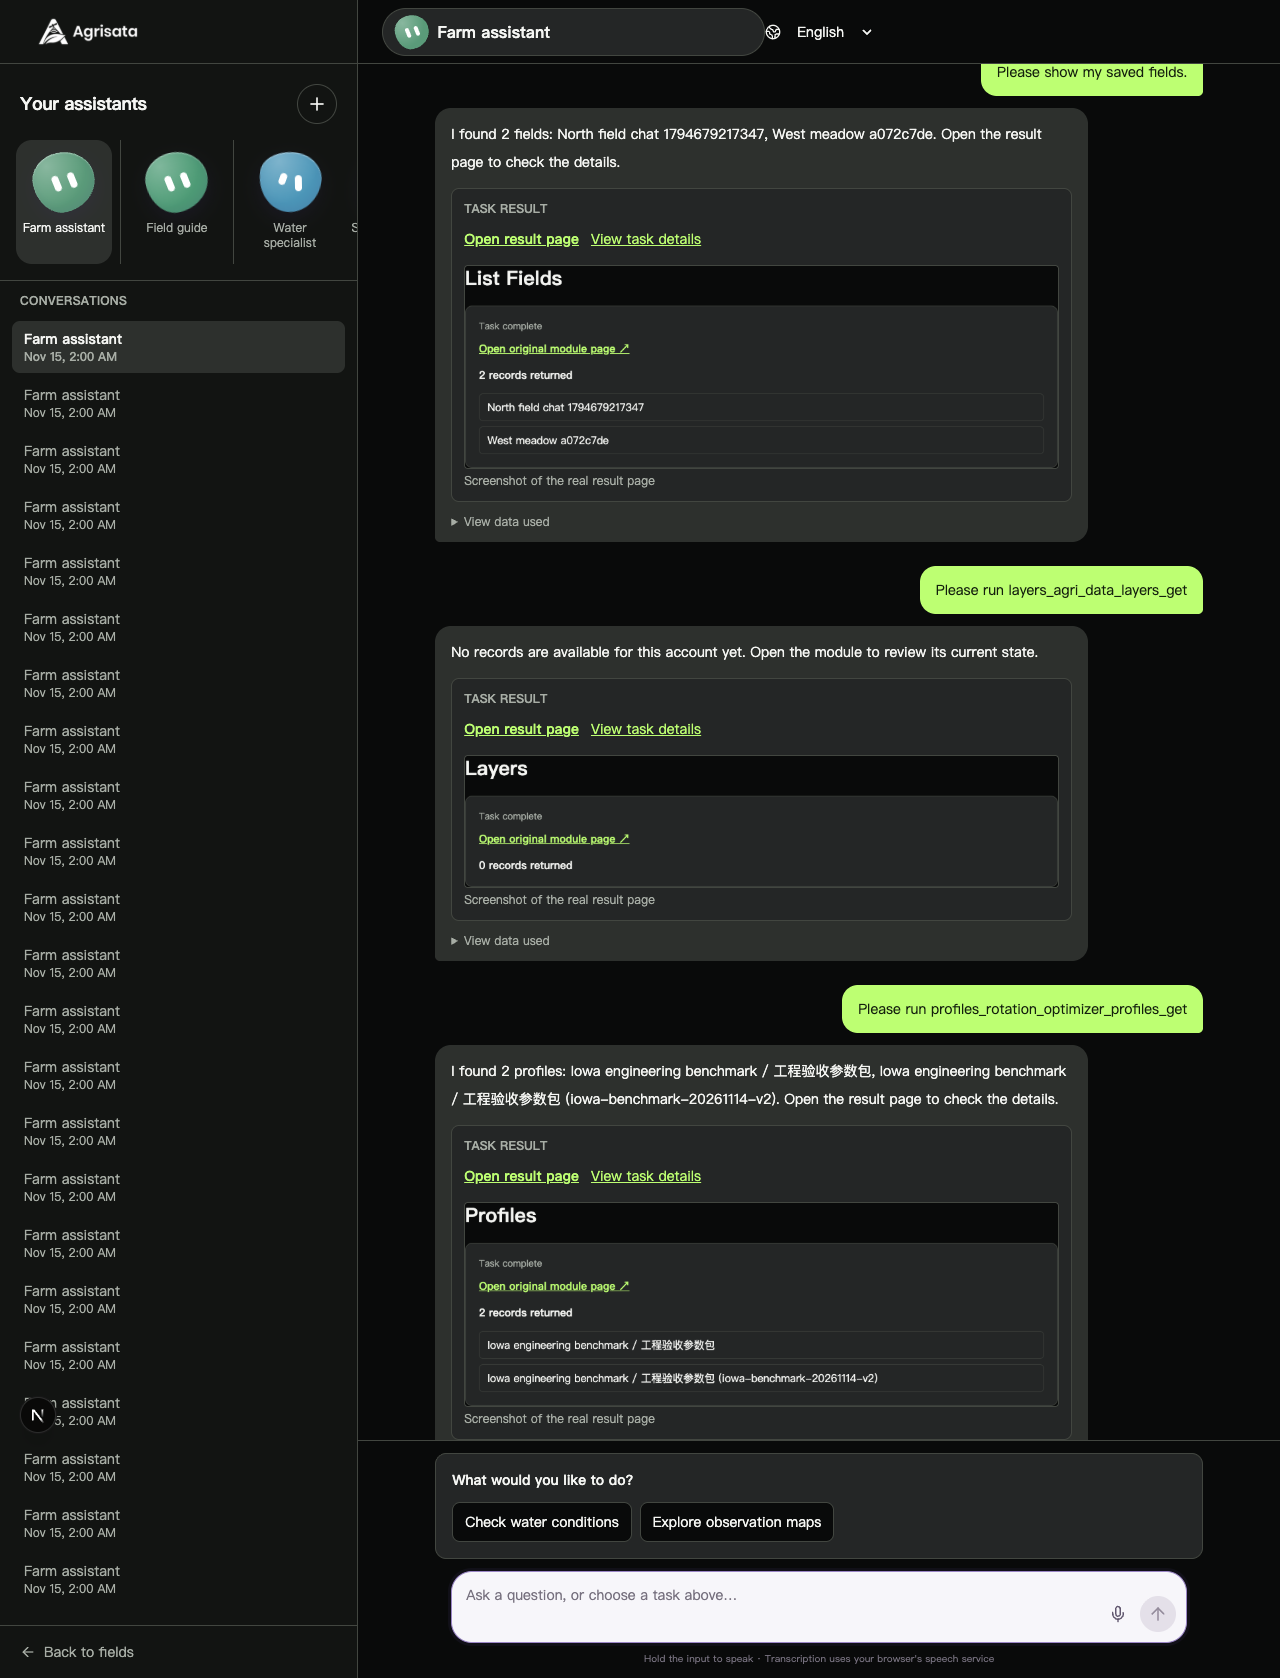 Agrisata
Your assistants
Farm assistant
Field guide
Water
specialist
S
CONVERSATIONS
Farm assistant
Nov 15, 2:00 AM
Farm assistant
Nov 15, 2:00 AM
Farm assistant
Nov 15, 2:00 AM
Farm assistant
Nov 15, 2:00 AM
Farm assistant
Nov 15, 2:00 AM
Farm assistant
Nov 15, 2:00 AM
Farm assistant
Nov 15, 2:00 AM
Farm assistant
Nov 15, 2:00 AM
Farm assistant
Nov 15, 2:00 AM
Farm assistant
Nov 15, 2:00 AM
Farm assistant
Nov 15, 2:00 AM
Farm assistant
Nov 15, 2:00 AM
Farm assistant
Nov 15, 2:00 AM
Farm assistant
Nov 15, 2:00 AM
Farm assistant
Nov 15, 2:00 AM
Farm assistant
Nov 15, 2:00 AM
Farm assistant
Nov 15, 2:00 AM
Farm assistant
Nov 15, 2:00 AM
Farm assistant
Nov 15, 2:00 AM
assistant
5, 2:00 AM
N
Farm assistant
Nov 15, 2:00 AM
Farm assistant
Nov 15, 2:00 AM
Farm assistant
Nov 15, 2:00 AM
← Back to fields
Farm assistant
English
Please show my saved fields.
I found 2 fields: North field chat 1794679217347, West meadow a072c7de. Open the result
page to check the details.
TASK RESULT
Open result page View task details
List Fields
Task complete
Open original module page ↗
2 records returned
North field chat 1794679217347
West meadow a072c7de
Screenshot of the real result page
▶ View data used
Please run layers_agri_data_layers_get
No records are available for this account yet. Open the module to review its current state.
TASK RESULT
Open result page View task details
Layers
Task complete
Open original module page ↗
0 records returned
Screenshot of the real result page
▶ View data used
Please run profiles_rotation_optimizer_profiles_get
I found 2 profiles: Iowa engineering benchmark / 工程验收参数包, Iowa engineering benchmark
/ 工程验收参数包 (iowa-benchmark-20261114-v2). Open the result page to check the details.
TASK RESULT
Open result page View task details
Profiles
Task complete
Open original module page ↗
2 records returned
Iowa engineering benchmark / 工程验收参数包
Iowa engineering benchmark / 工程验收参数包 (iowa-benchmark-20261114-v2)
Screenshot of the real result page
What would you like to do?
Check water conditions
Explore observation maps
Ask a question, or choose a task above…
Hold the input to speak · Transcription uses your browser's speech service